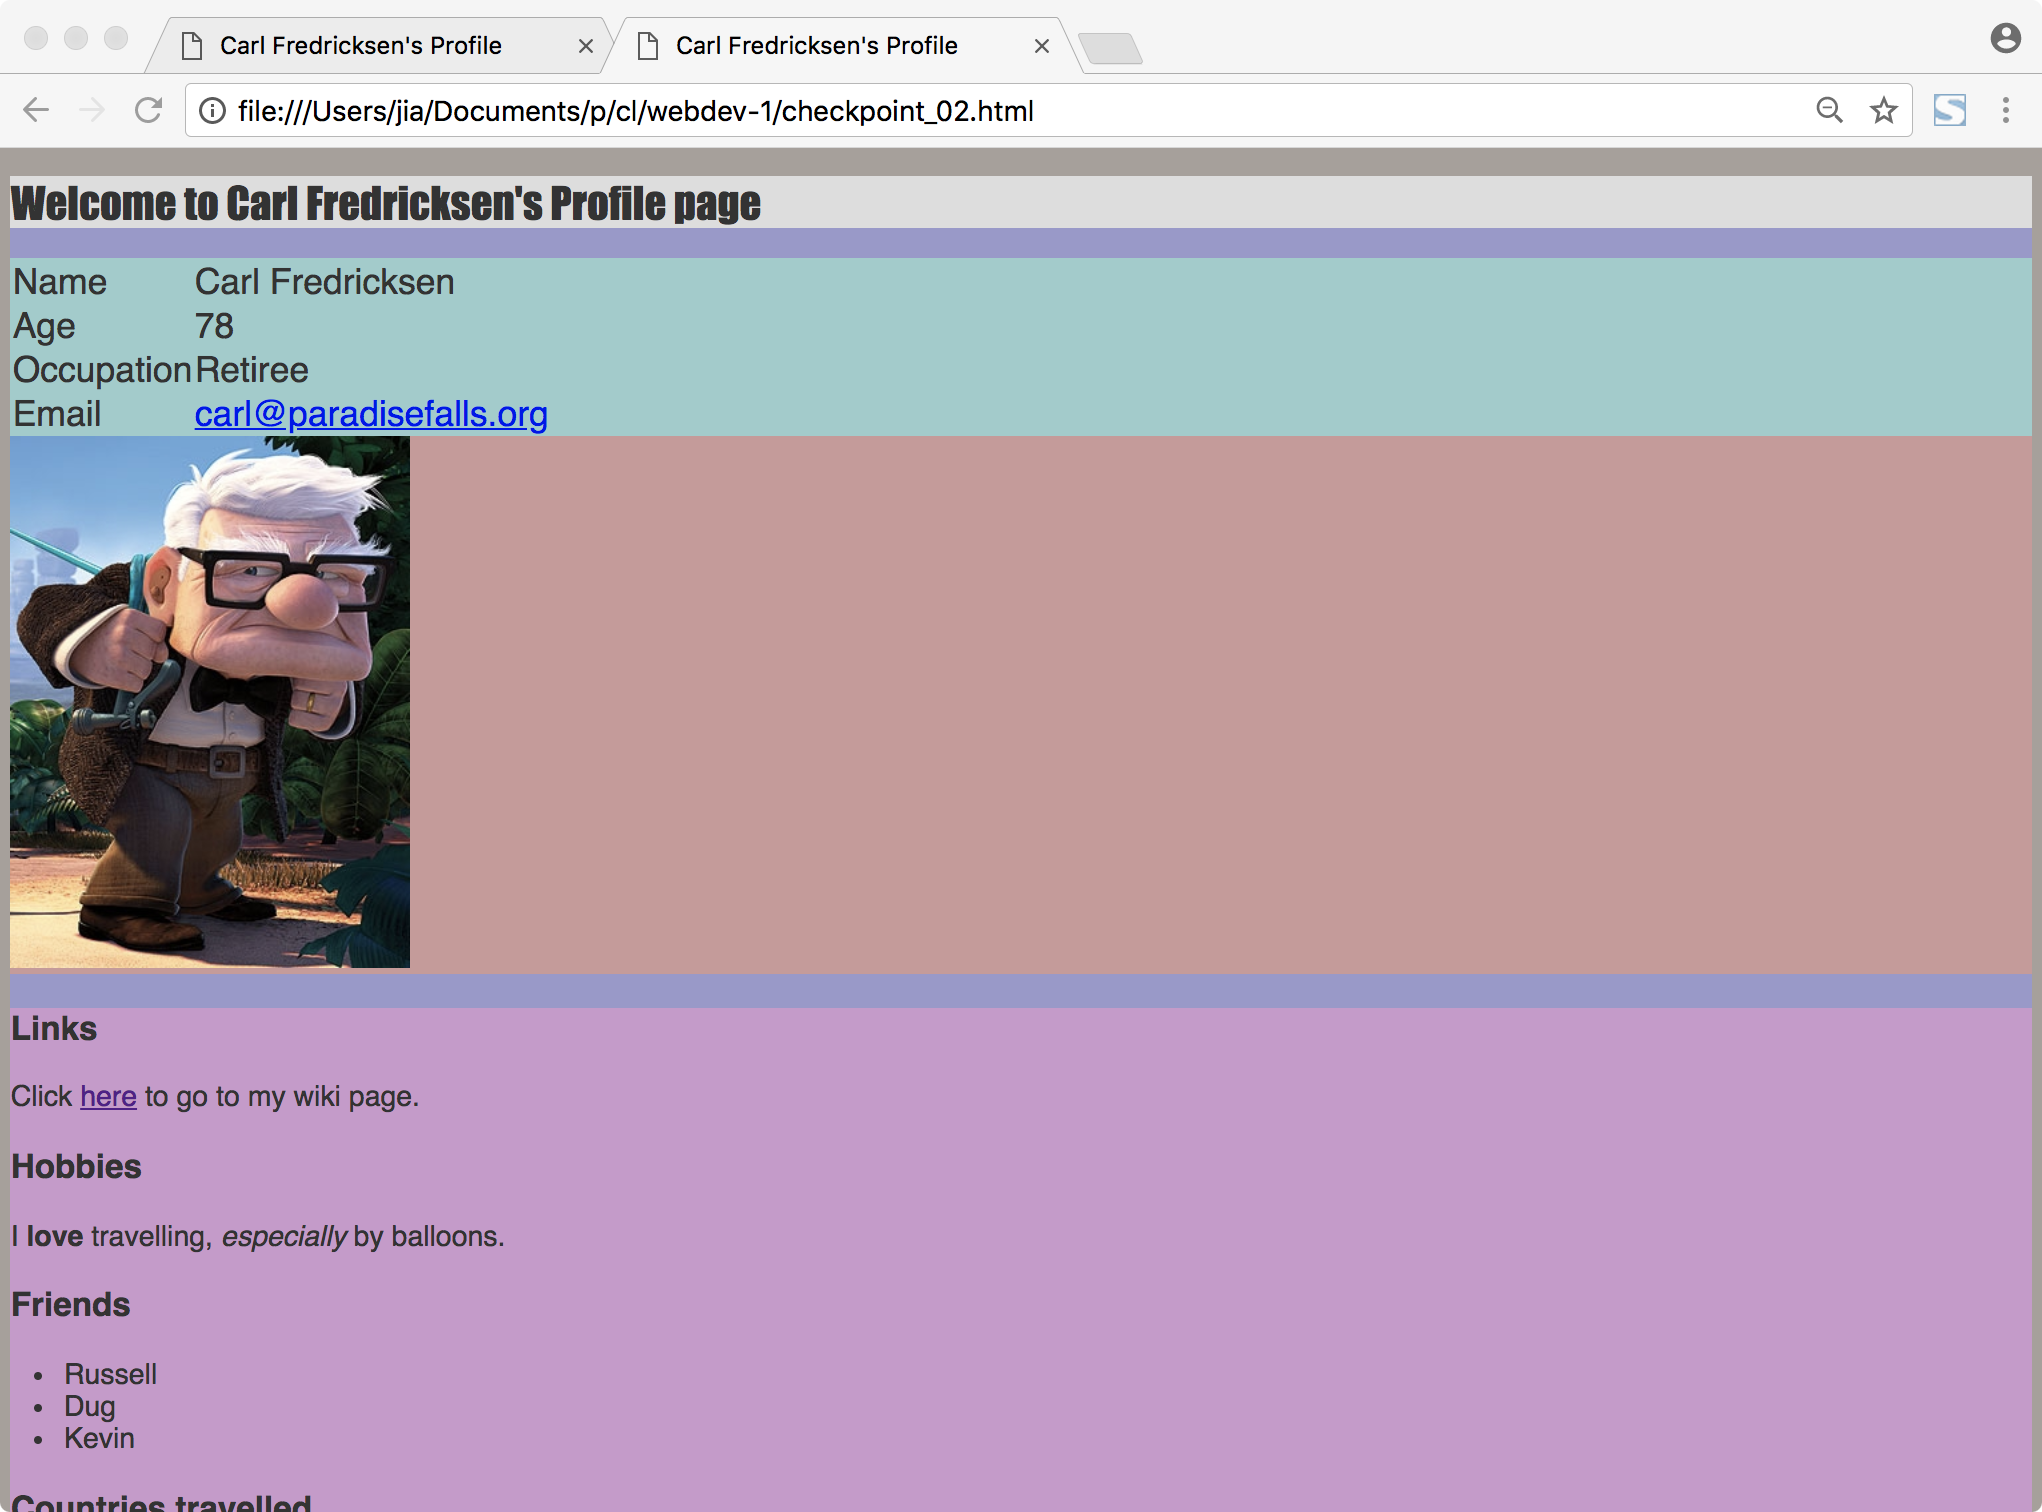 Carl Fredricksen's Profile
Carl Fredricksen's Profile
file:///Users/jia/Documents/p/cl/webdev-1/checkpoint_02.html
Welcome to Carl Fredricksen's Profile page
Name Carl Fredricksen
Age 78
Occupation Retiree
Email carl@paradisefalls.org
Links
Click here to go to my wiki page.
Hobbies
I love travelling, especially by balloons.
Friends
• Russell
• Dug
• Kevin
Countries travelled